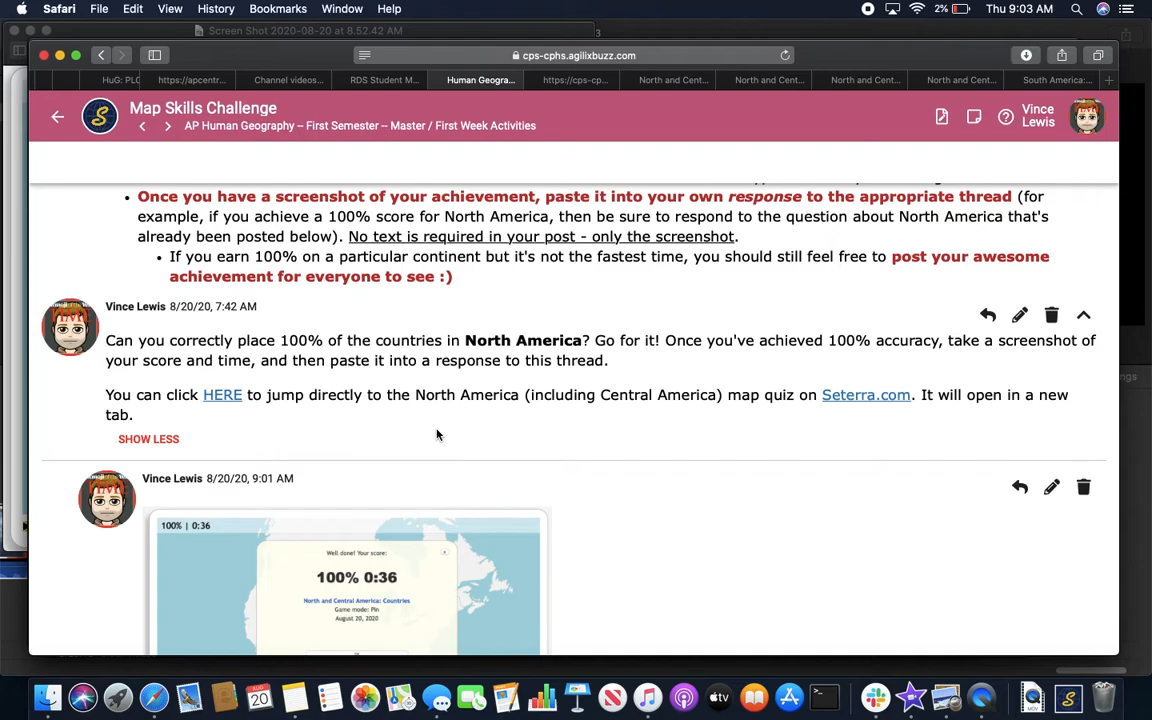 Safari File Edit View History Bookmarks Window Help 2% Thu 9:03 AM
Screen Shot 2020-08-20 at 8.52.42 AM
cps-cphs.agilixbuzz.com
HuG: PLC https://apcentr... Channel videos... RDS Student M... Human Geogra... https://cps-cp... North and Cent... North and Cent... North and Cent... North and Cent... South America:...
Map Skills Challenge
AP Human Geography -- First Semester -- Master / First Week Activities
Vince
Lewis
• Once you have a screenshot of your achievement, paste it into your own response to the appropriate thread (for
example, if you achieve a 100% score for North America, then be sure to respond to the question about North America that's
already been posted below). No text is required in your post - only the screenshot.
• If you earn 100% on a particular continent but it's not the fastest time, you should still feel free to post your awesome
achievement for everyone to see :)
Vince Lewis 8/20/20, 7:42 AM
Can you correctly place 100% of the countries in North America? Go for it! Once you've achieved 100% accuracy, take a screenshot of
your score and time, and then paste it into a response to this thread.
You can click HERE to jump directly to the North America (including Central America) map quiz on Seterra.com. It will open in a new
tab.
SHOW LESS
Vince Lewis 8/20/20, 9:01 AM
100% | 0:36
Well done! Your score:
100% 0:36
North and Central America: Countries
Game mode: Pin
August 20, 2020
AUG
20